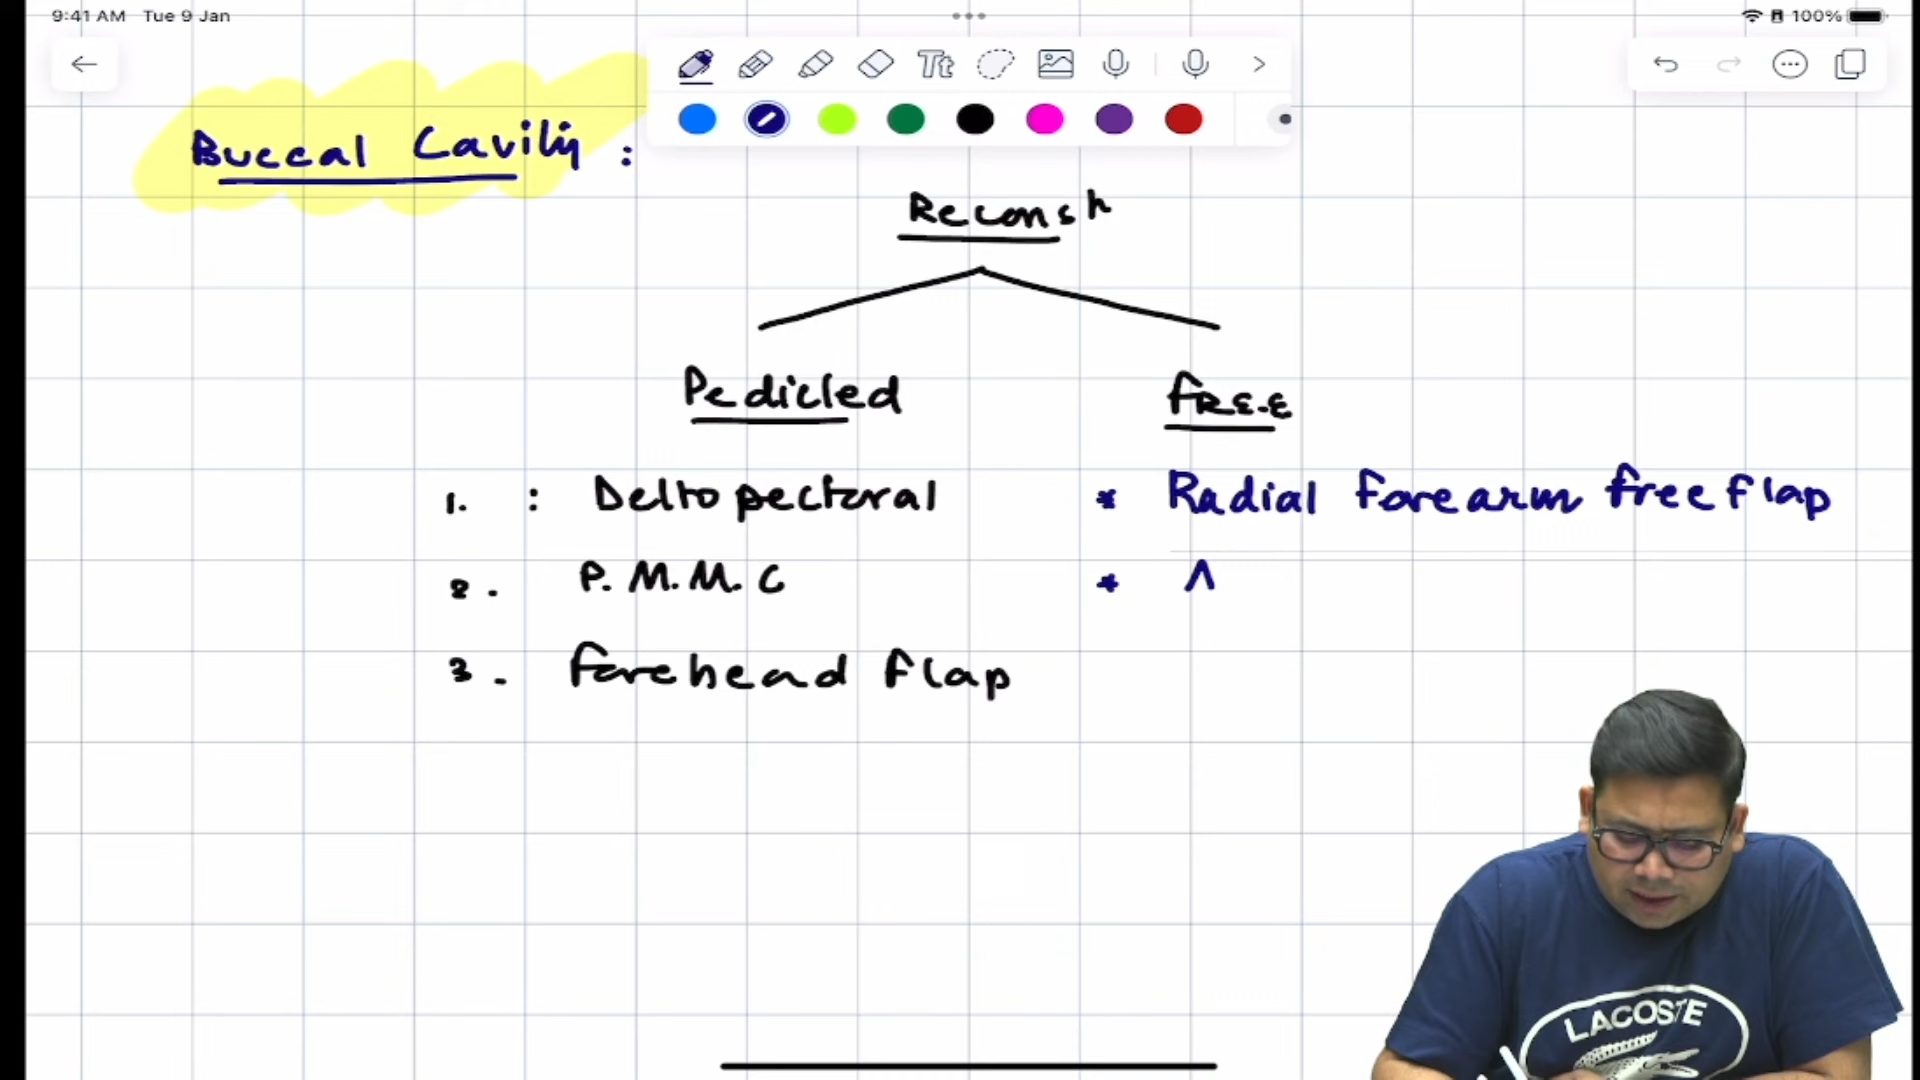 9:41 AM Tue 9 Jan
100%
Tt
Buccal Cavity :
Reconst
Pedicled
FREE
1. : Deltopectoral
* Radial Forearm free flap
2. P.M.M.C
* A
3. Forehead Flap
LACOSTE